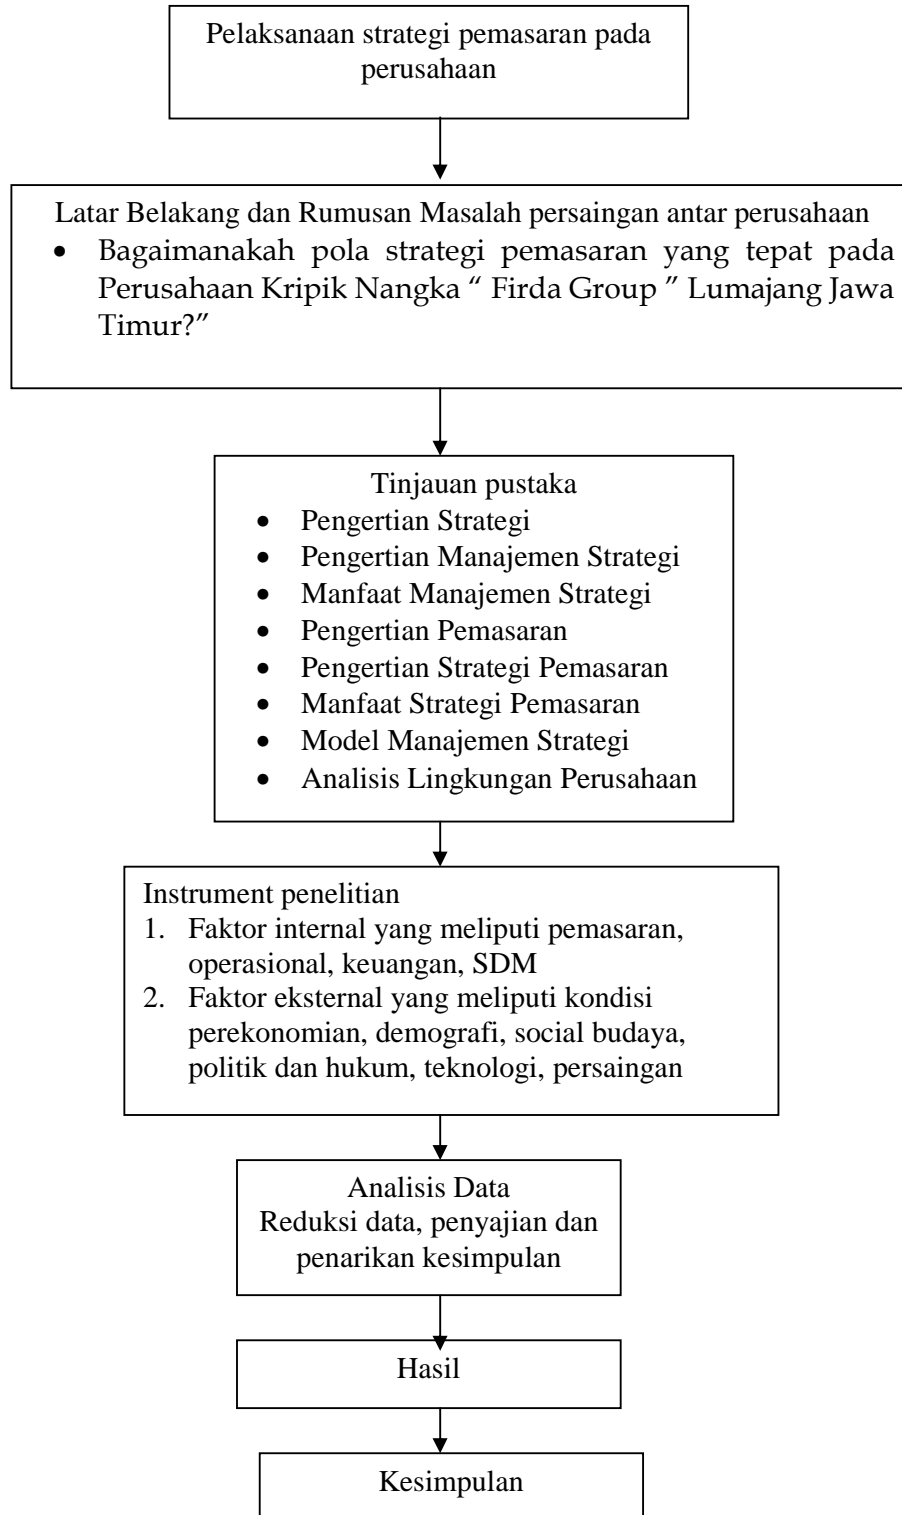 Pelaksanaan strategi pemasaran pada
perusahaan
Latar Belakang dan Rumusan Masalah persaingan antar perusahaan
• Bagaimanakah pola strategi pemasaran yang tepat pada
Perusahaan Kripik Nangka “ Firda Group ” Lumajang Jawa
Timur?”
Tinjauan pustaka
• Pengertian Strategi
• Pengertian Manajemen Strategi
• Manfaat Manajemen Strategi
• Pengertian Pemasaran
• Pengertian Strategi Pemasaran
• Manfaat Strategi Pemasaran
• Model Manajemen Strategi
• Analisis Lingkungan Perusahaan
Instrument penelitian
1. Faktor internal yang meliputi pemasaran,
operasional, keuangan, SDM
2. Faktor eksternal yang meliputi kondisi
perekonomian, demografi, social budaya,
politik dan hukum, teknologi, persaingan
Analisis Data
Reduksi data, penyajian dan
penarikan kesimpulan
Hasil
Kesimpulan